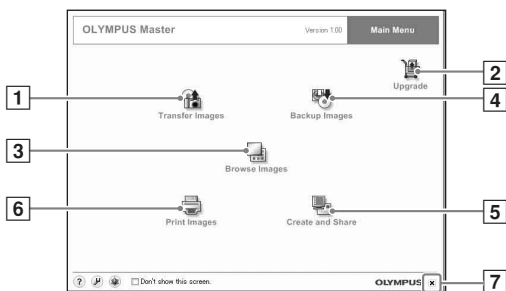 OLYMPUS Master Version 1.00 Main Menu
2
Upgrade
1
4
Transfer Images Backup Images
3
Browse Images
6
5
Print Images Create and Share
? Don't show this screen. OLYMPUS x
7